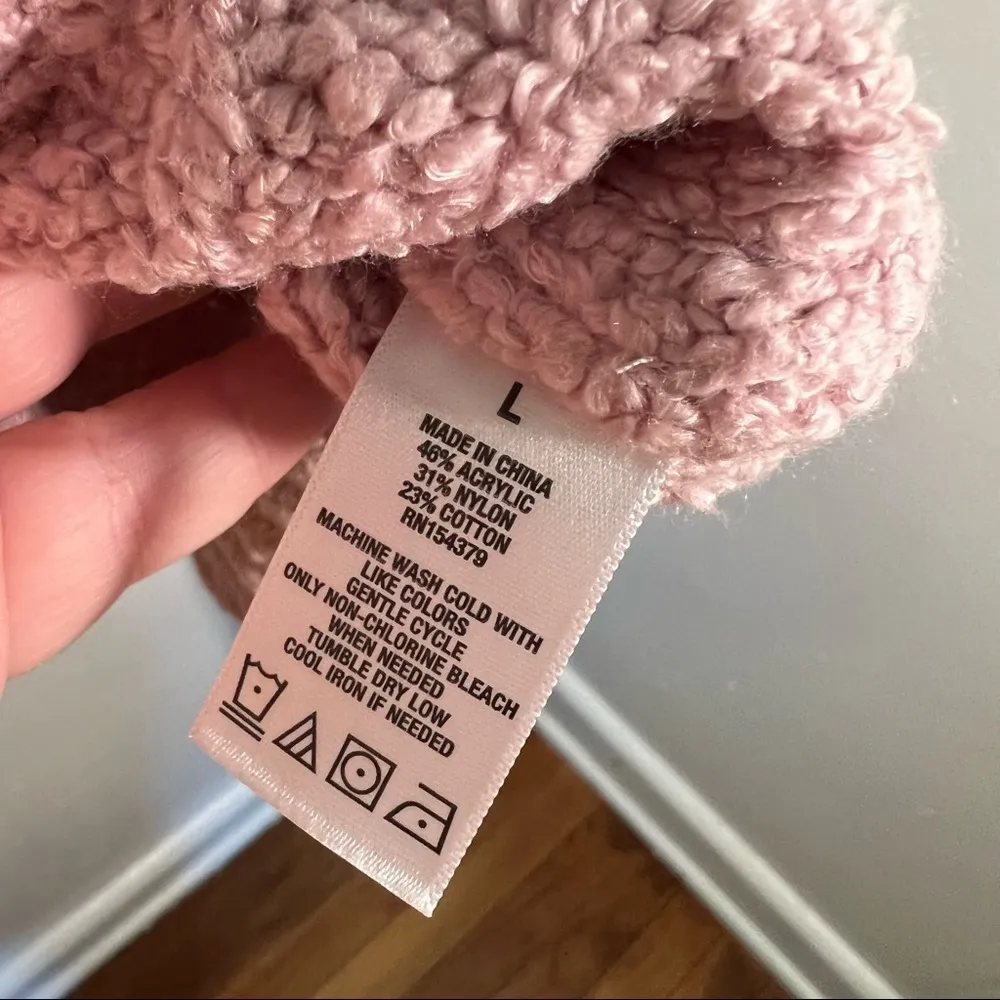 L
MADE IN CHINA
46% ACRYLIC
31% NYLON
23% COTTON
RN154379
MACHINE WASH COLD WITH
LIKE COLORS
GENTLE CYCLE
ONLY NON-CHLORINE BLEACH
WHEN NEEDED
TUMBLE DRY LOW
COOL IRON IF NEEDED